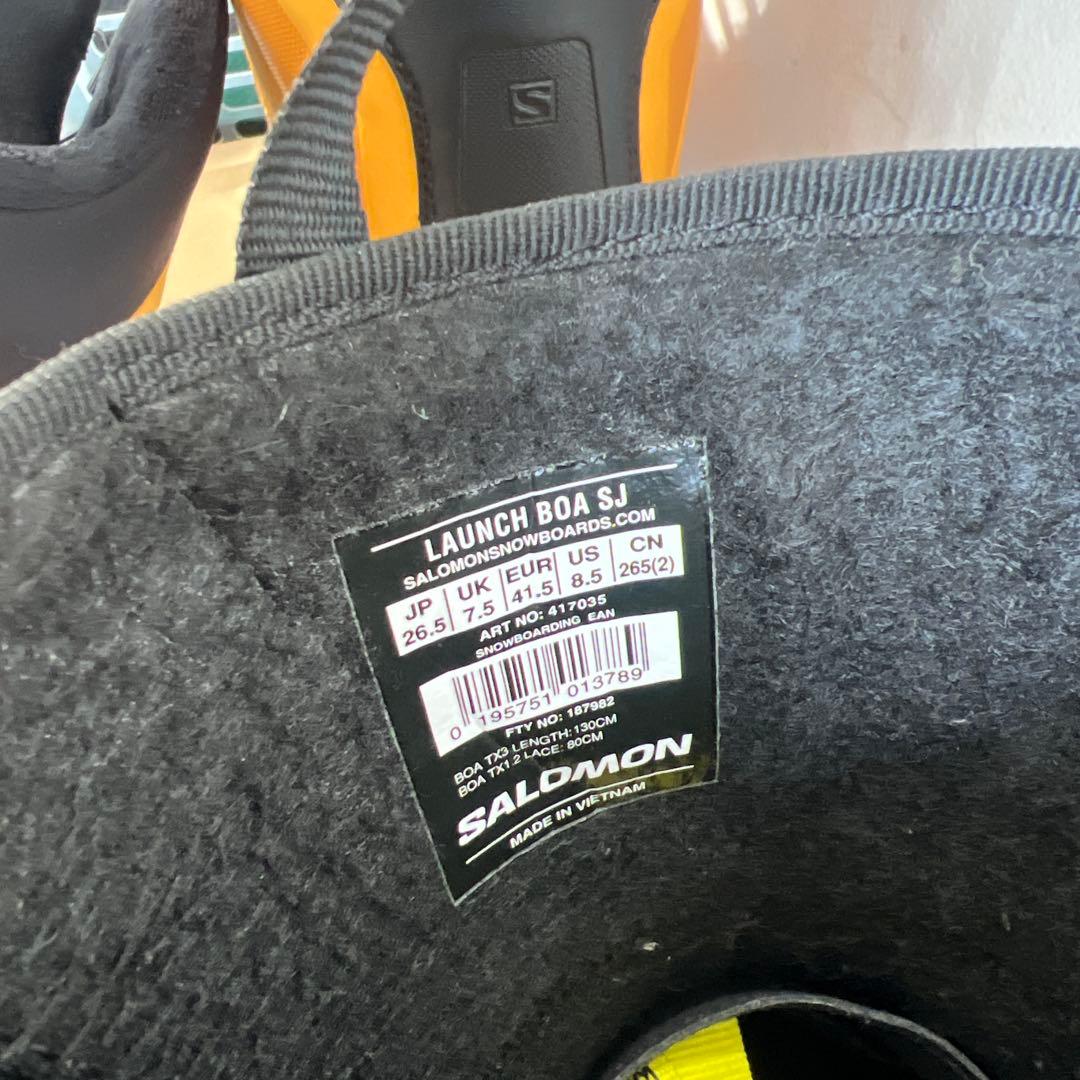 S
LAUNCH BOA SJ
SALOMONSNOWBOARDS.COM
JP UK EUR US CN
26.5 7.5 41.5 8.5 265(2)
ART NO: 417035
SNOWBOARDING EAN
0 195751 013789
FTY NO: 187982
BOA TX3 LENGTH:130CM
BOA TX1.2 LACE: 80CM
SALOMON
MADE IN VIETNAM